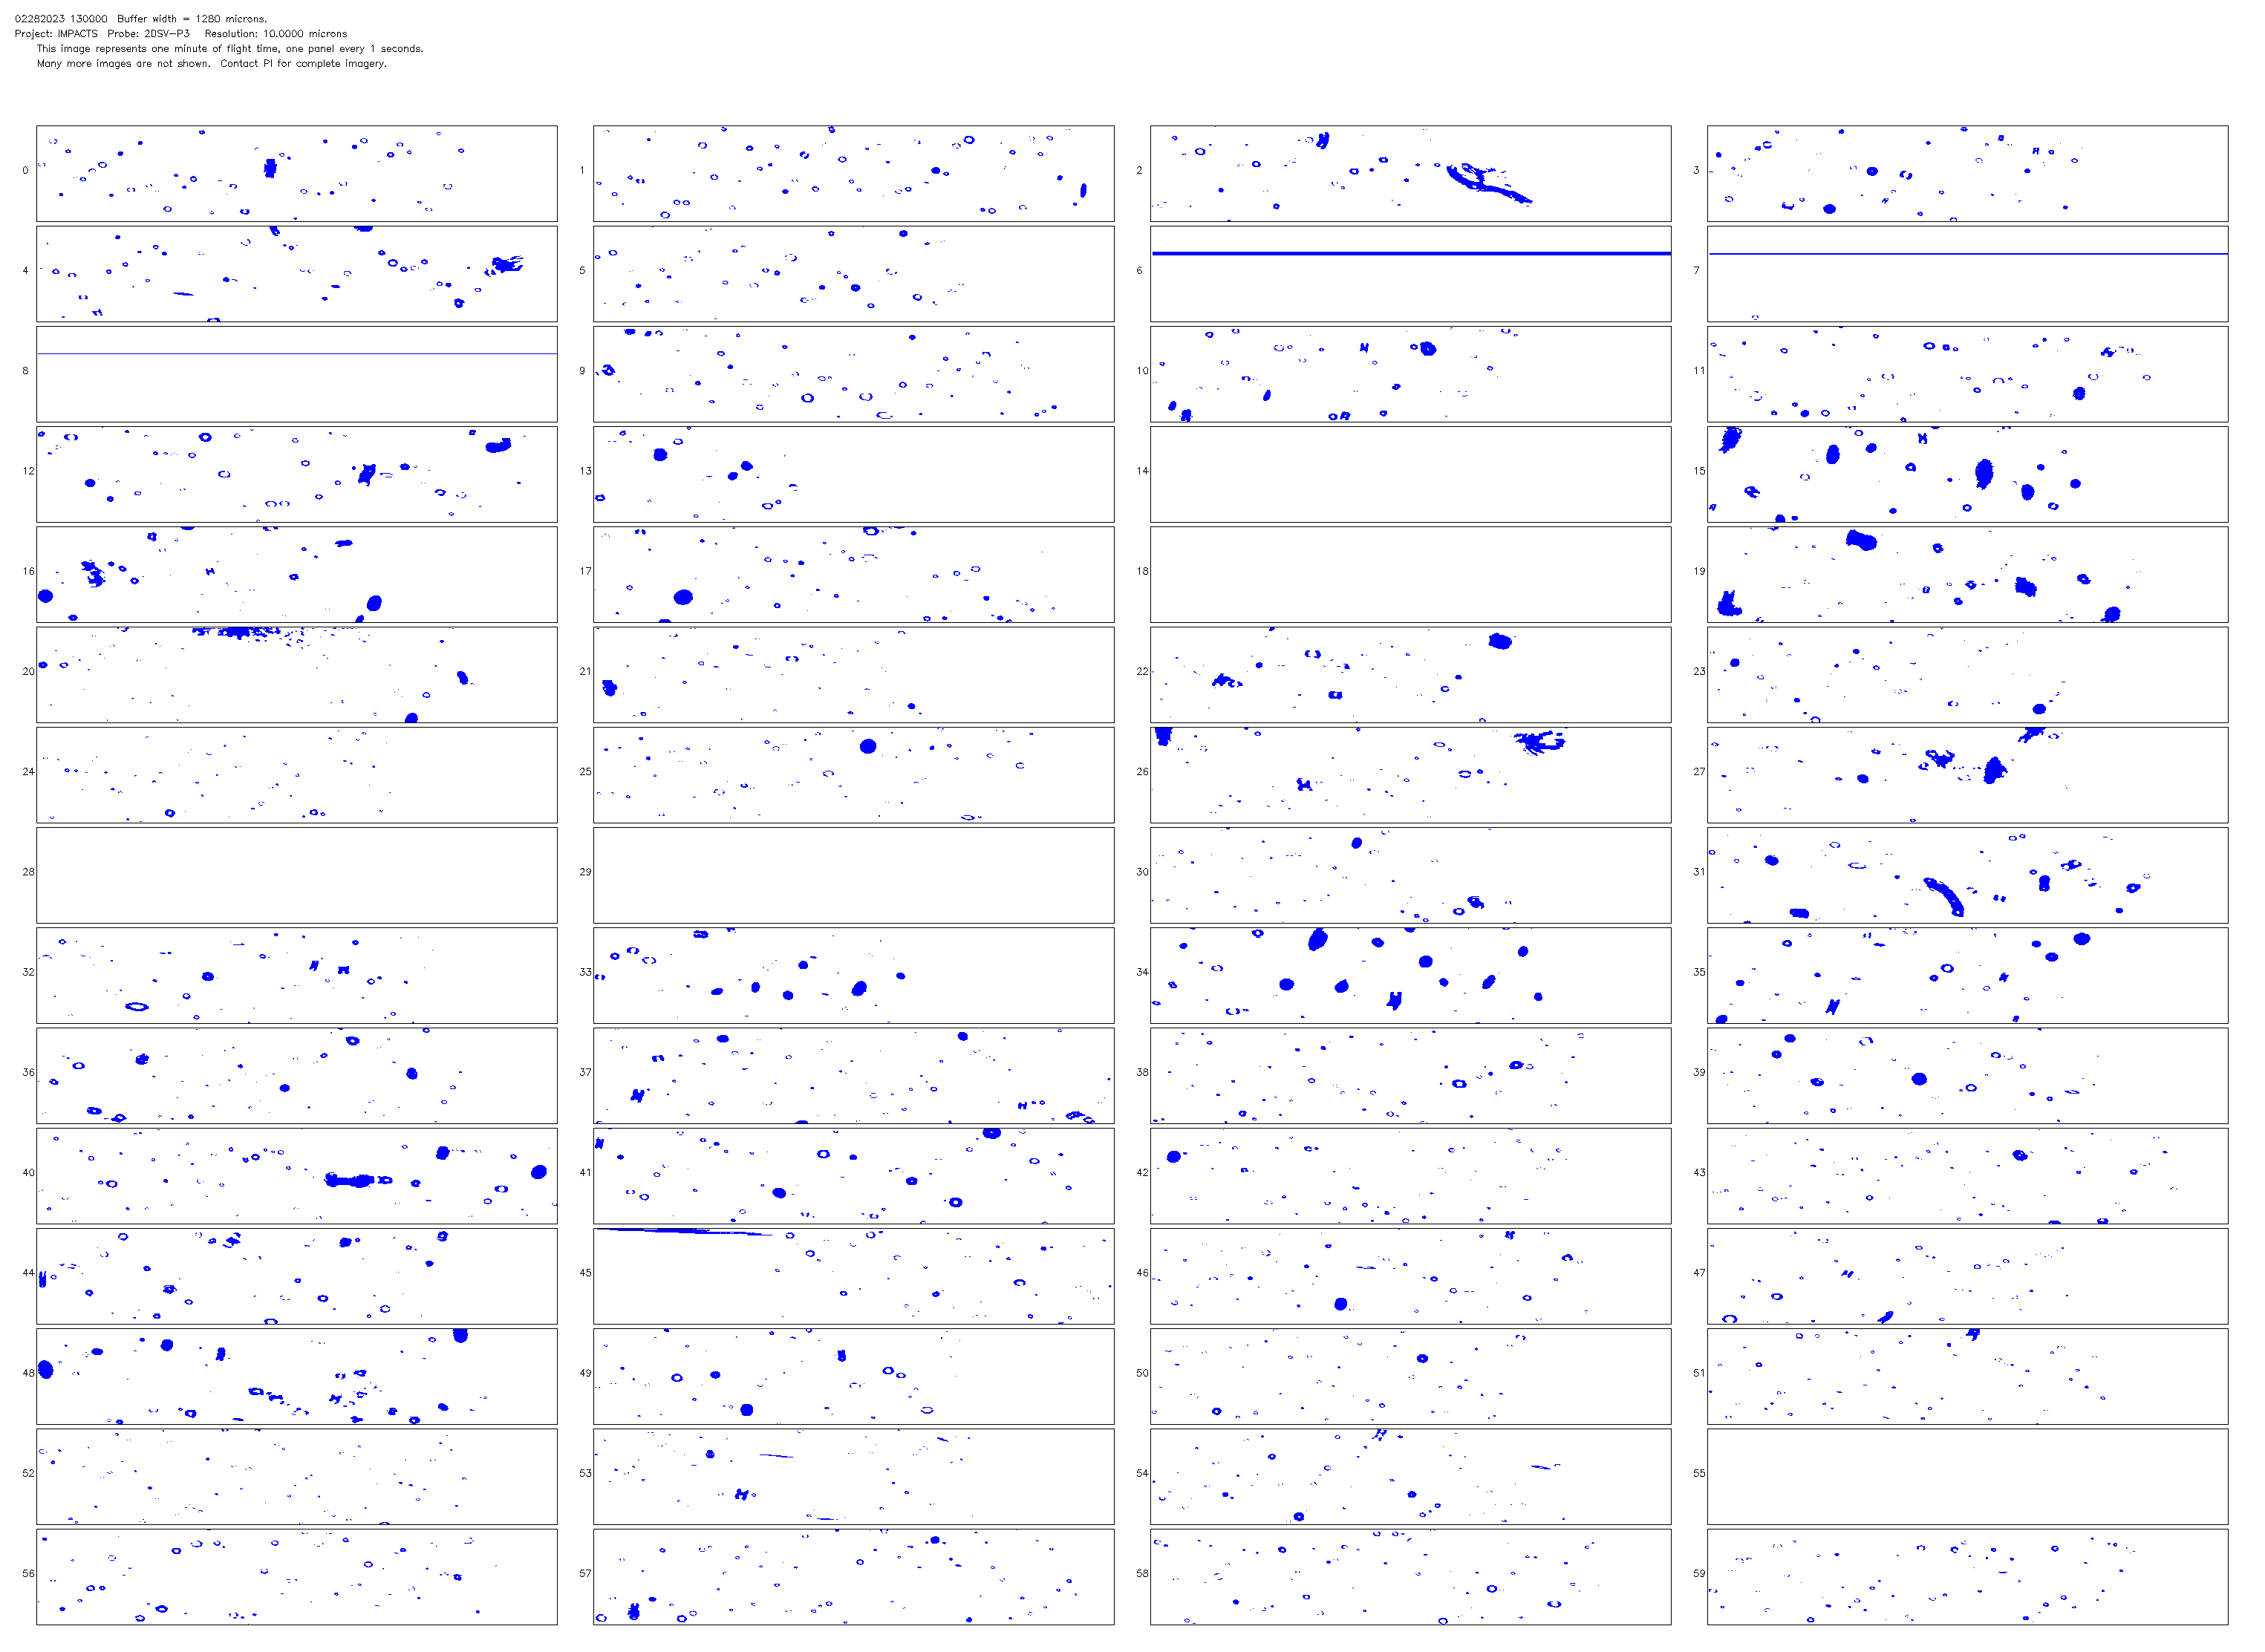 02282023 130000 Buffer width = 1280 microns.
Project: IMPACTS Probe: 2DSV-P3 Resolution: 10.0000 microns
This image represents one minute of flight time, one panel every 1 seconds.
Many more images are not shown. Contact PI for complete imagery.
0 1 2 3
4 5 6 7
8 9 10 11
12 13 14 15
16 17 18 19
20 21 22 23
24 25 26 27
28 29 30 31
32 33 34 35
36 37 38 39
40 41 42 43
44 45 46 47
48 49 50 51
52 53 54 55
56 57 58 59